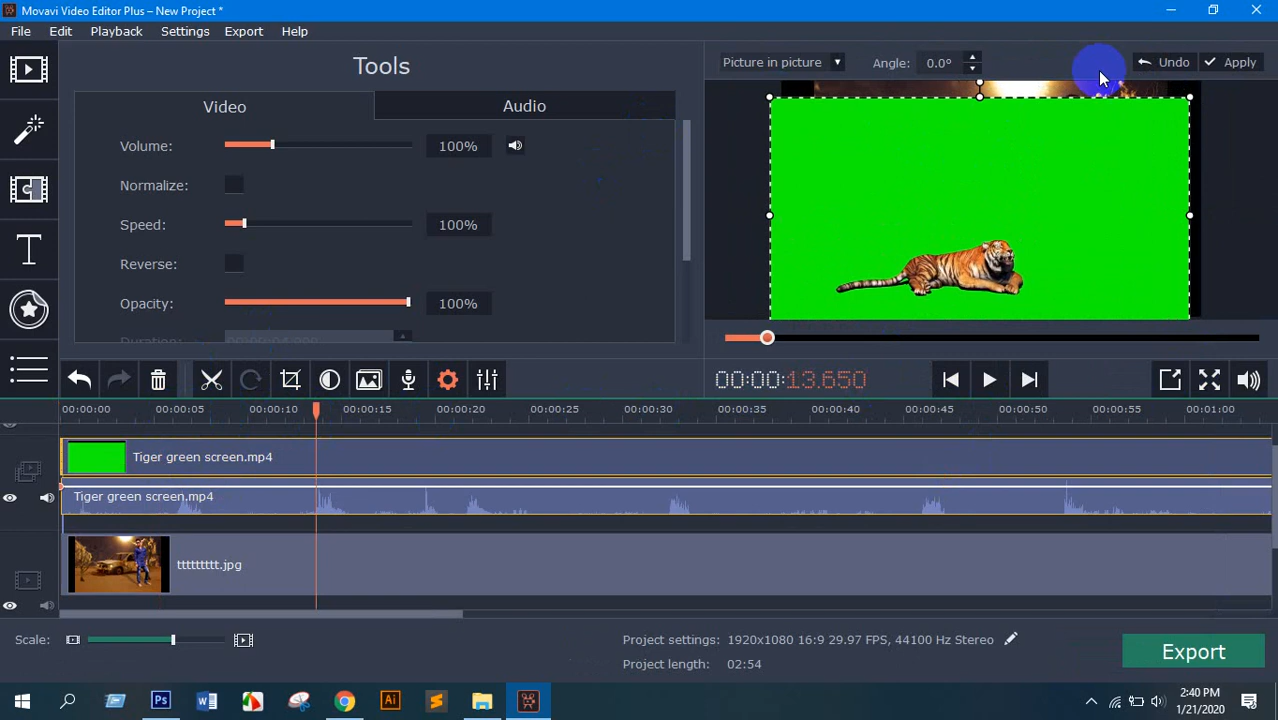 Movavi Video Editor Plus – New Project *
File Edit Playback Settings Export Help
Tools
Video Audio
Volume: 100%
Normalize:
Speed: 100%
Reverse:
Opacity: 100%
Picture in picture Angle: 0.0° Undo Apply
00:00:13.650
00:00:00 00:00:05 00:00:10 00:00:15 00:00:20 00:00:25 00:00:30 00:00:35 00:00:40 00:00:45 00:00:50 00:00:55 00:01:00
Tiger green screen.mp4
Tiger green screen.mp4
ttttttttt.jpg
Scale:
Project settings: 1920x1080 16:9 29.97 FPS, 44100 Hz Stereo
Project length: 02:54
Export
Ps Ai
2:40 PM
1/21/2020